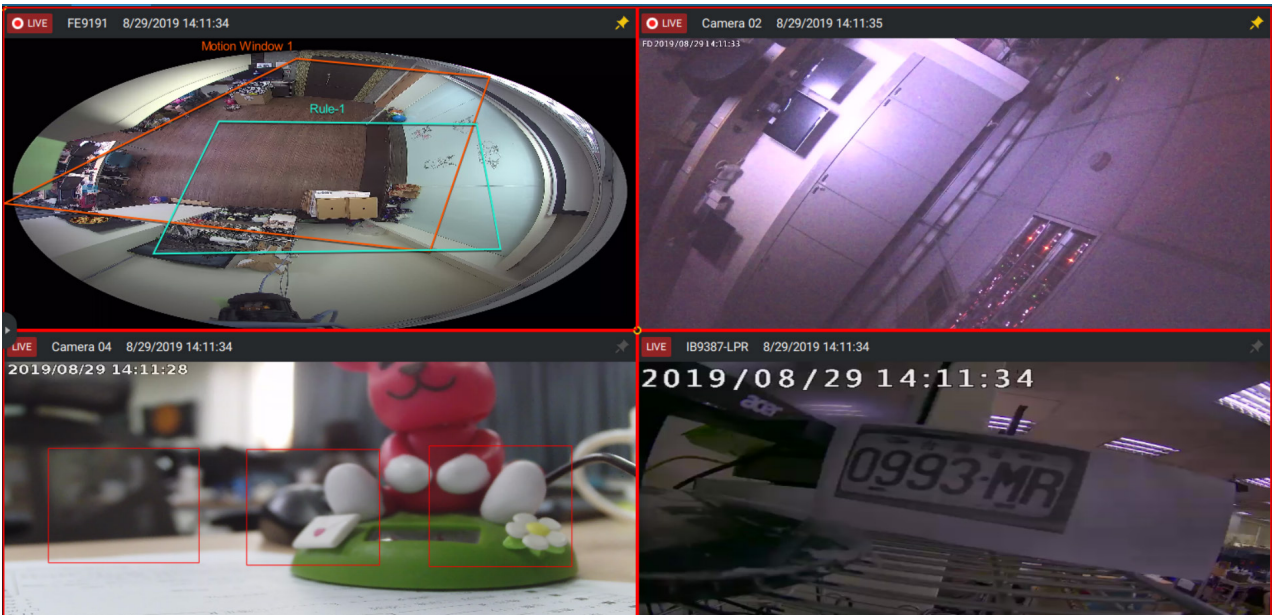 LIVE FE9191 8/29/2019 14:11:34
Motion Window 1
Rule-1
LIVE Camera 02 8/29/2019 14:11:35
FD 2019/08/29 14:11:33
LIVE Camera 04 8/29/2019 14:11:34
2019/08/29 14:11:28
LIVE IB9387-LPR 8/29/2019 14:11:34
2019/08/29 14:11:34
acer
0993-MR